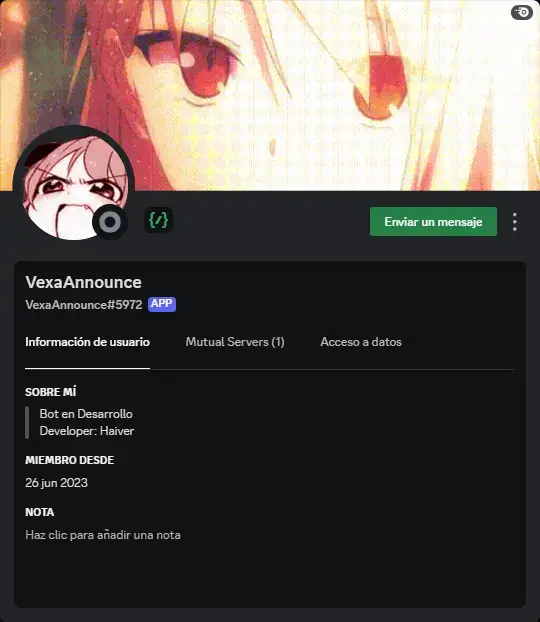 {/}
Enviar un mensaje
VexaAnnounce
VexaAnnounce#5972 APP
Información de usuario Mutual Servers (1) Acceso a datos
SOBRE MÍ
Bot en Desarrollo
Developer: Haiver
MIEMBRO DESDE
26 jun 2023
NOTA
Haz clic para añadir una nota